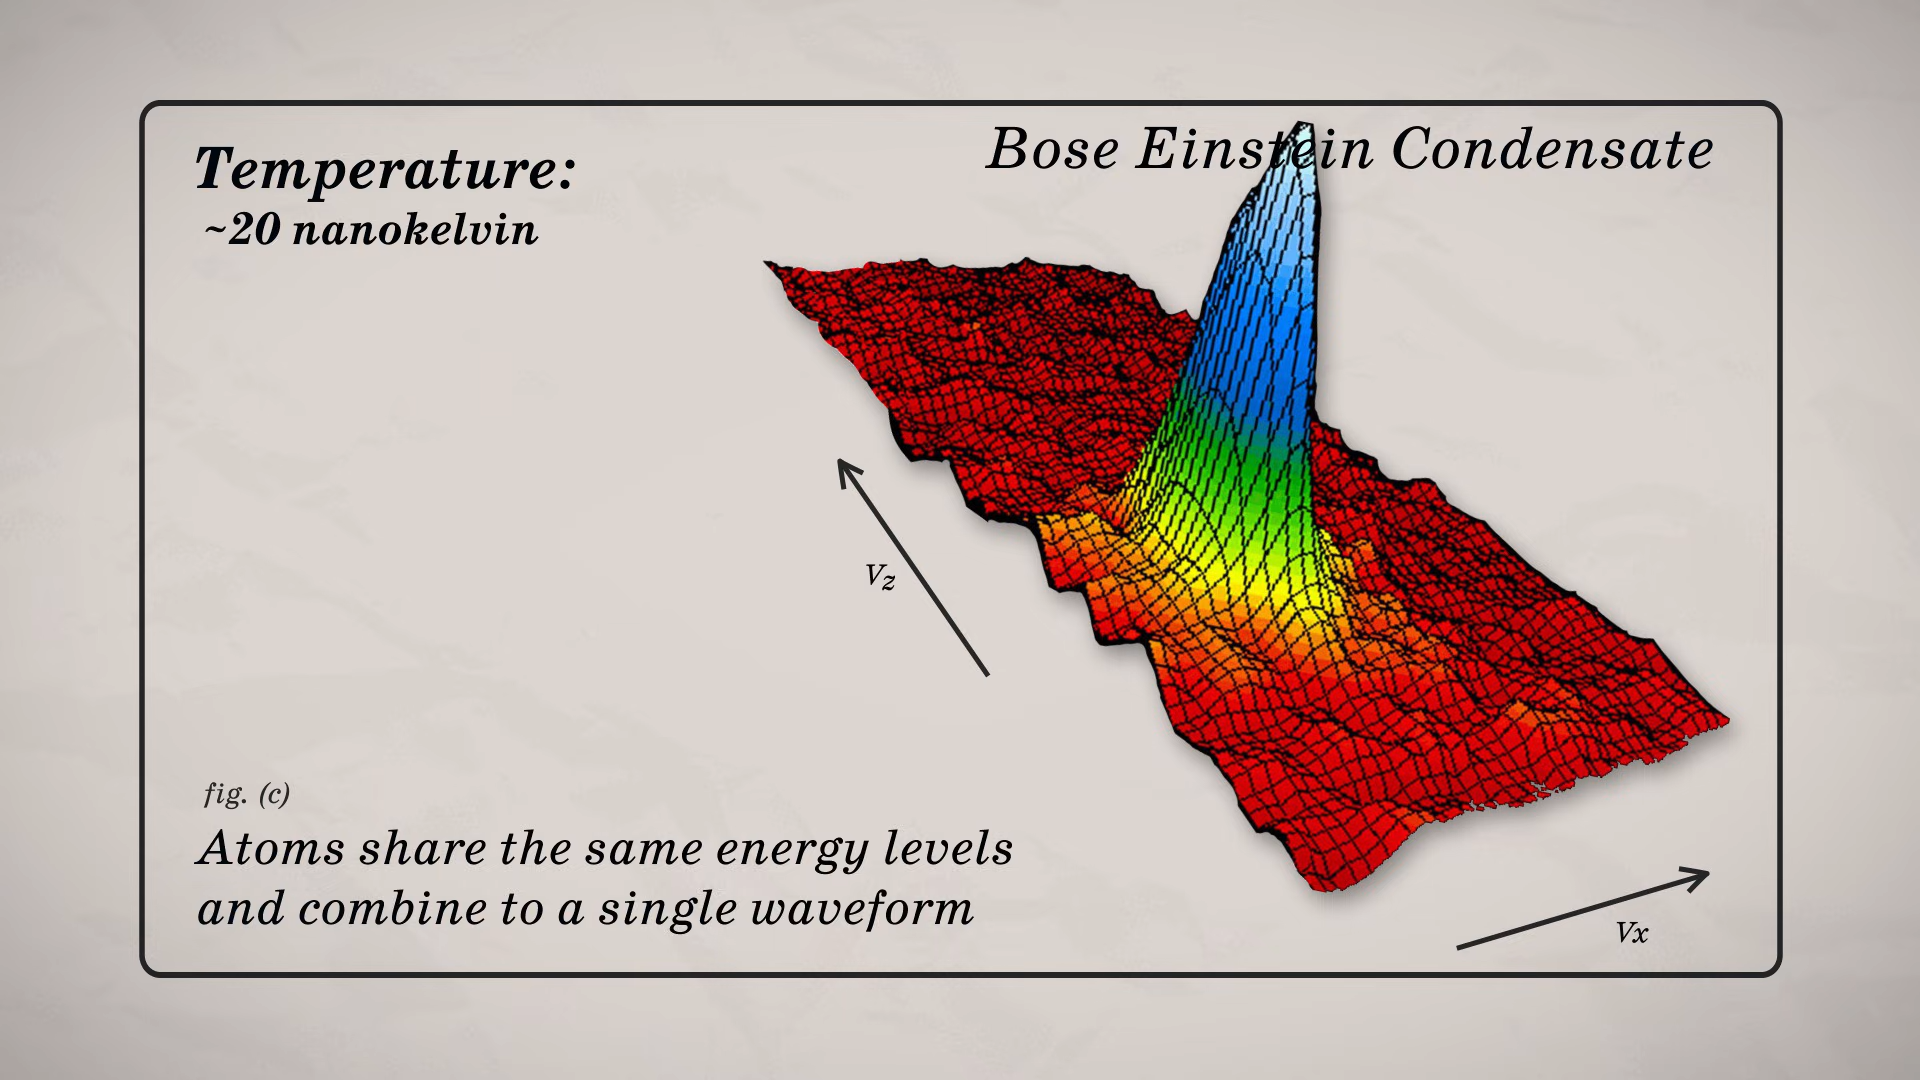 Bose Einstein Condensate
Temperature:
~20 nanokelvin
Vz
fig. (c)
Atoms share the same energy levels
and combine to a single waveform
Vx